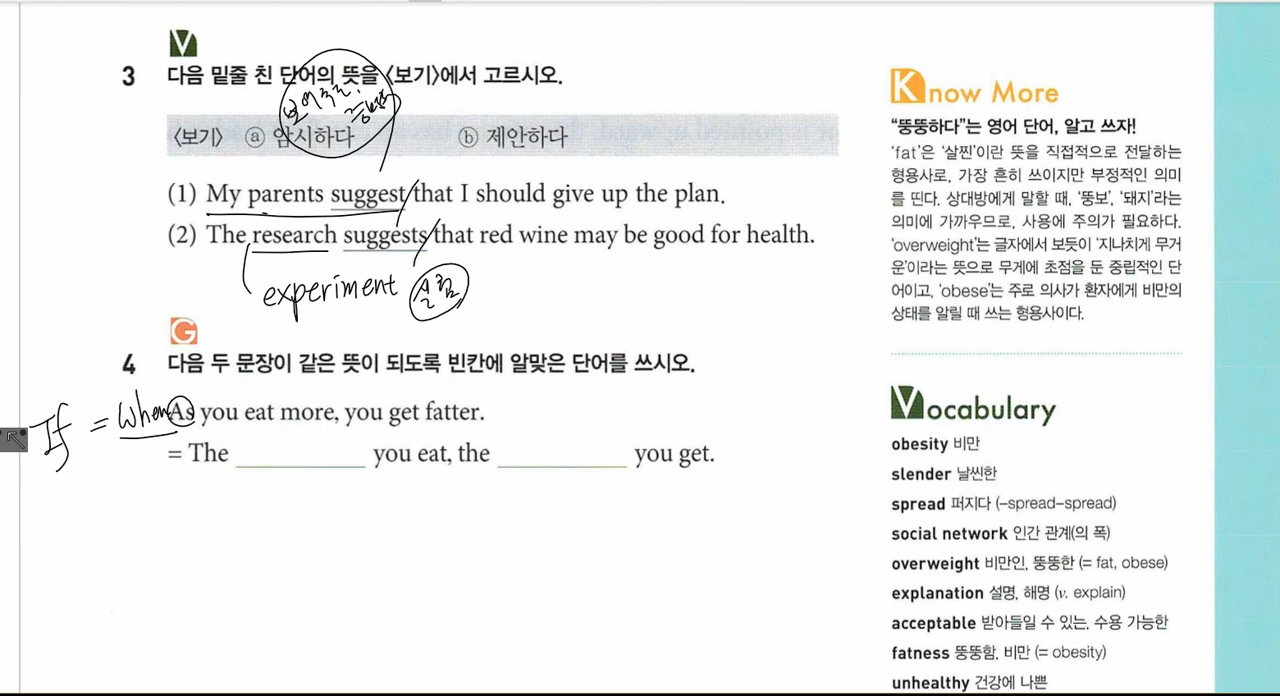 V
3 다음 밑줄 친 단어의 뜻을 〈보기〉에서 고르시오.
보여주다.
〈보기〉 ⓐ 암시하다 ⓑ 제안하다
(1) My parents suggest that I should give up the plan.
(2) The research suggests that red wine may be good for health.
experiment 실험
G
4 다음 두 문장이 같은 뜻이 되도록 빈칸에 알맞은 단어를 쓰시오.
If = when As you eat more, you get fatter.
= The ____________ you eat, the ____________ you get.
Know More
“뚱뚱하다”는 영어 단어, 알고 쓰자!
‘fat’은 ‘살찐’이란 뜻을 직접적으로 전달하는
형용사로, 가장 흔히 쓰이지만 부정적인 의미
를 띤다. 상대방에게 말할 때, ‘뚱보’, ‘돼지’라는
의미에 가까우므로, 사용에 주의가 필요하다.
‘overweight’는 글자에서 보듯이 ‘지나치게 무거
운’이라는 뜻으로 무게에 초점을 둔 중립적인 단
어이고, ‘obese’는 주로 의사가 환자에게 비만의
상태를 알릴 때 쓰는 형용사이다.
Vocabulary
obesity 비만
slender 날씬한
spread 퍼지다 (–spread–spread)
social network 인간 관계(의 폭)
overweight 비만인, 뚱뚱한 (= fat, obese)
explanation 설명, 해명 (v. explain)
acceptable 받아들일 수 있는, 수용 가능한
fatness 뚱뚱함, 비만 (= obesity)
unhealthy 건강에 나쁜